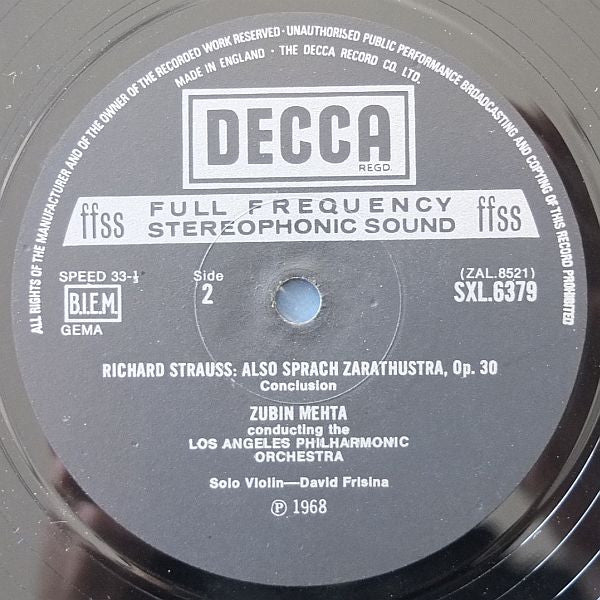 ALL RIGHTS OF THE MANUFACTURER AND OF THE OWNER OF THE RECORDED WORK RESERVED · UNAUTHORISED PUBLIC PERFORMANCE BROADCASTING AND COPYING OF THIS RECORD PROHIBITED
MADE IN ENGLAND · THE DECCA RECORD CO. LTD.
DECCA
REGD.
ffss FULL FREQUENCY ffss
STEREOPHONIC SOUND
SPEED 33-⅓ Side (ZAL.8521)
B.I.E.M. 2 SXL.6379
GEMA
RICHARD STRAUSS: ALSO SPRACH ZARATHUSTRA, Op. 30
Conclusion
ZUBIN MEHTA
conducting the
LOS ANGELES PHILHARMONIC
ORCHESTRA
Solo Violin—David Frisina
℗ 1968